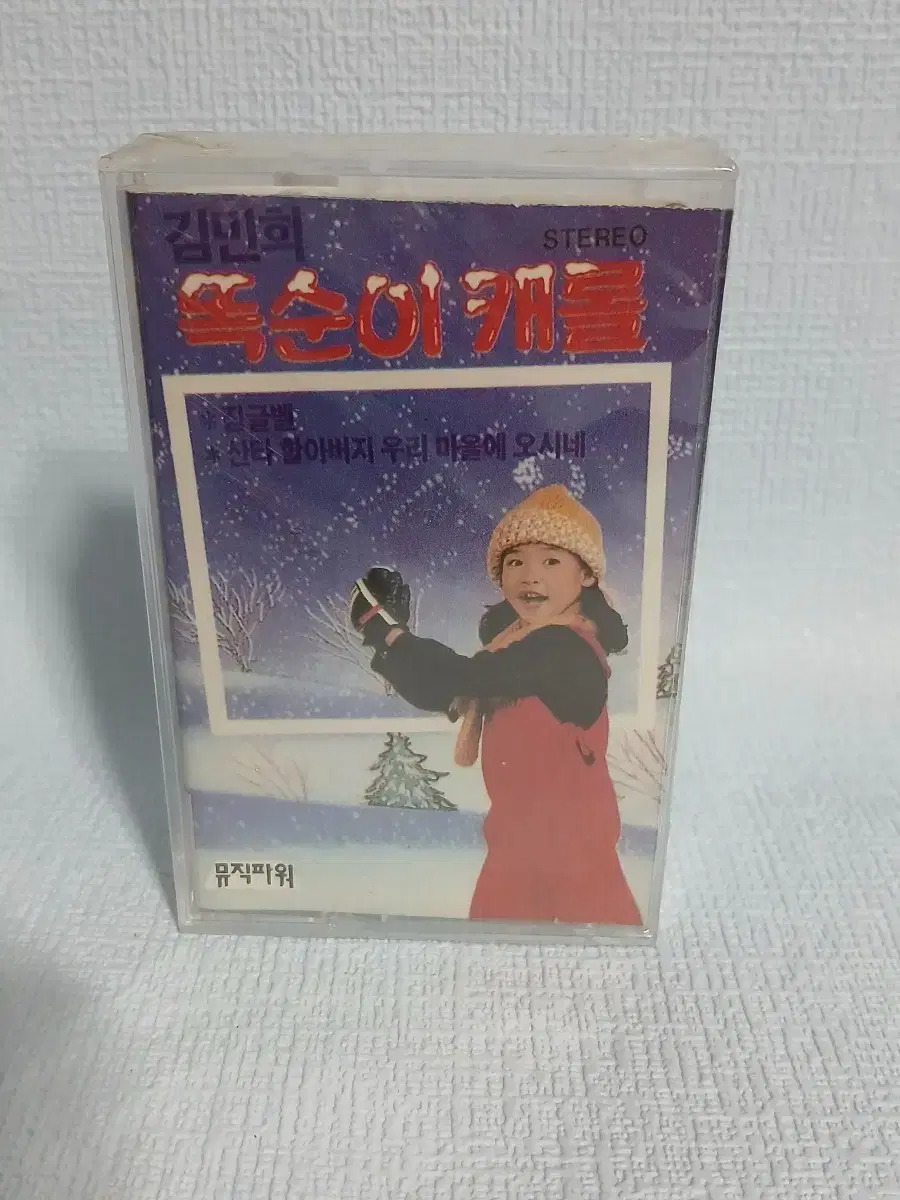 김민희
STEREO
똑순이 캐롤
* 징글벨
* 산타 할아버지 우리 마을에 오시네
뮤직파워